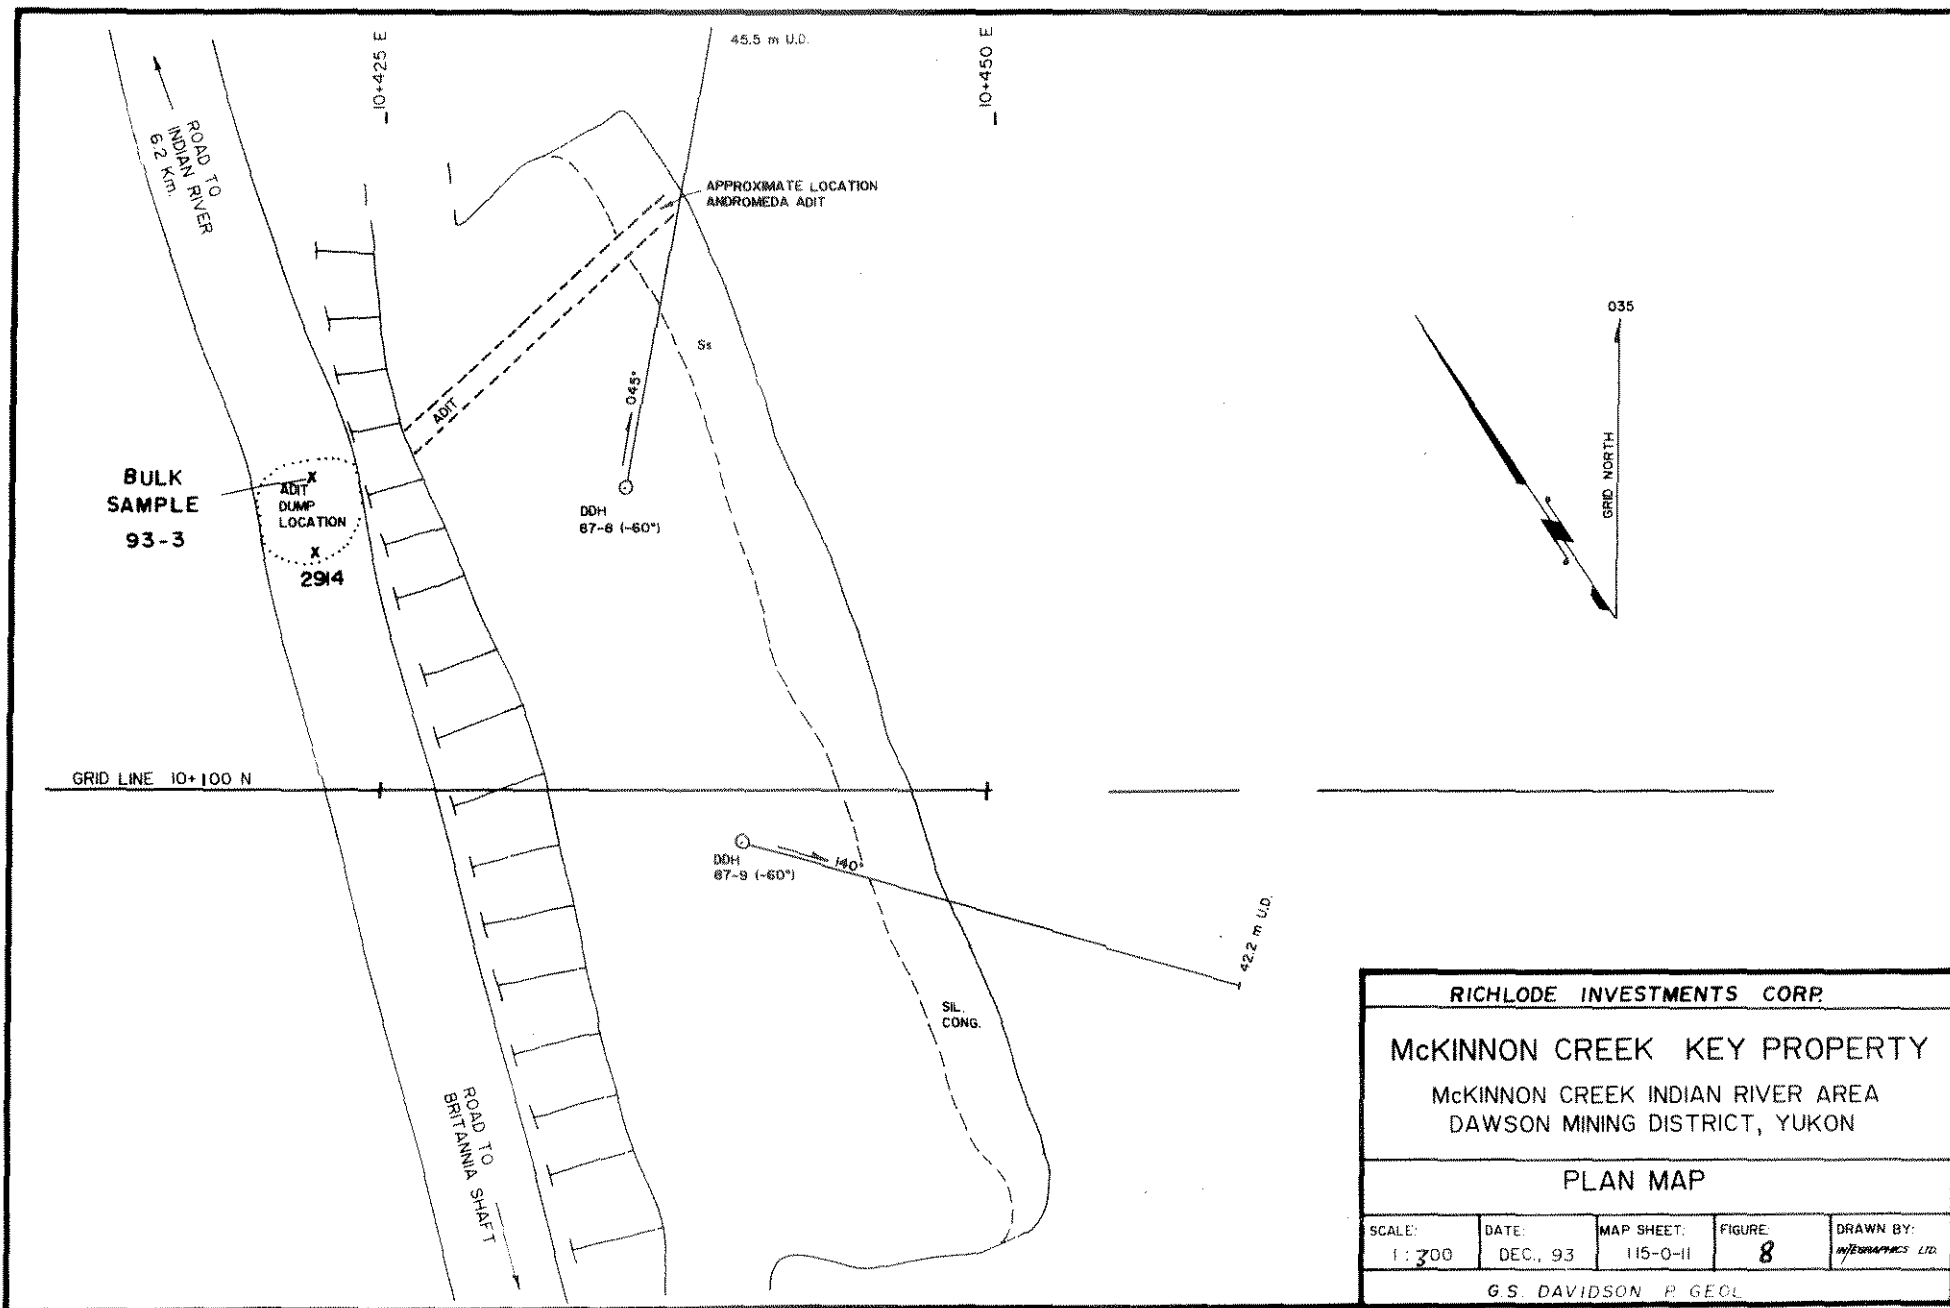 45.5 m U.D.
10+425 E
10+450 E
ROAD TO
INDIAN RIVER
6.2 Km.
APPROXIMATE LOCATION
ANDROMEDA ADIT
Ss
045°
ADIT
BULK
SAMPLE
93-3
X
ADIT
DUMP
LOCATION
X
2914
DDH
87-8 (-60°)
035
GRID NORTH
GRID LINE 10+100 N
DDH
87-9 (-60°)
140°
42.2 m U.D.
SIL.
CONG.
ROAD TO
BRITANNIA SHAFT
RICHLODE INVESTMENTS CORP.
McKINNON CREEK KEY PROPERTY
McKINNON CREEK INDIAN RIVER AREA
DAWSON MINING DISTRICT, YUKON
PLAN MAP
SCALE:
1:300
DATE:
DEC., 93
MAP SHEET:
115-O-11
FIGURE:
8
DRAWN BY:
INTEGRAPHICS LTD.
G.S. DAVIDSON P. GEOL.